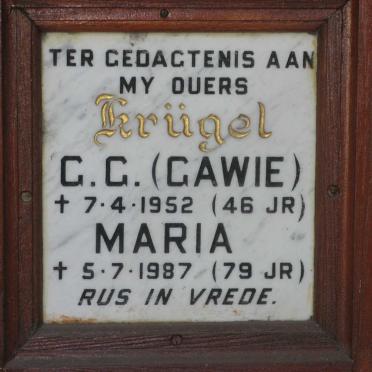 TER GEDAGTENIS AAN
MY OUERS
Krügel
G.G. (GAWIE)
† 7·4·1952 (46 JR)
MARIA
† 5·7·1987 (79 JR)
RUS IN VREDE.